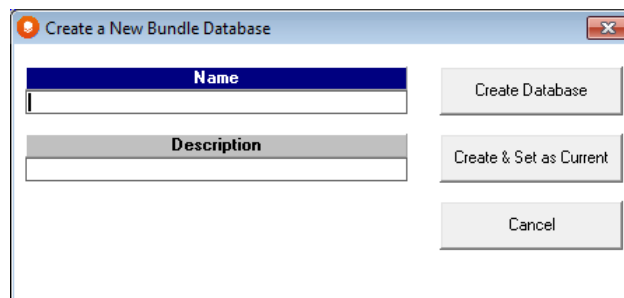 Create a New Bundle Database
Name
Create Database
Description
Create & Set as Current
Cancel